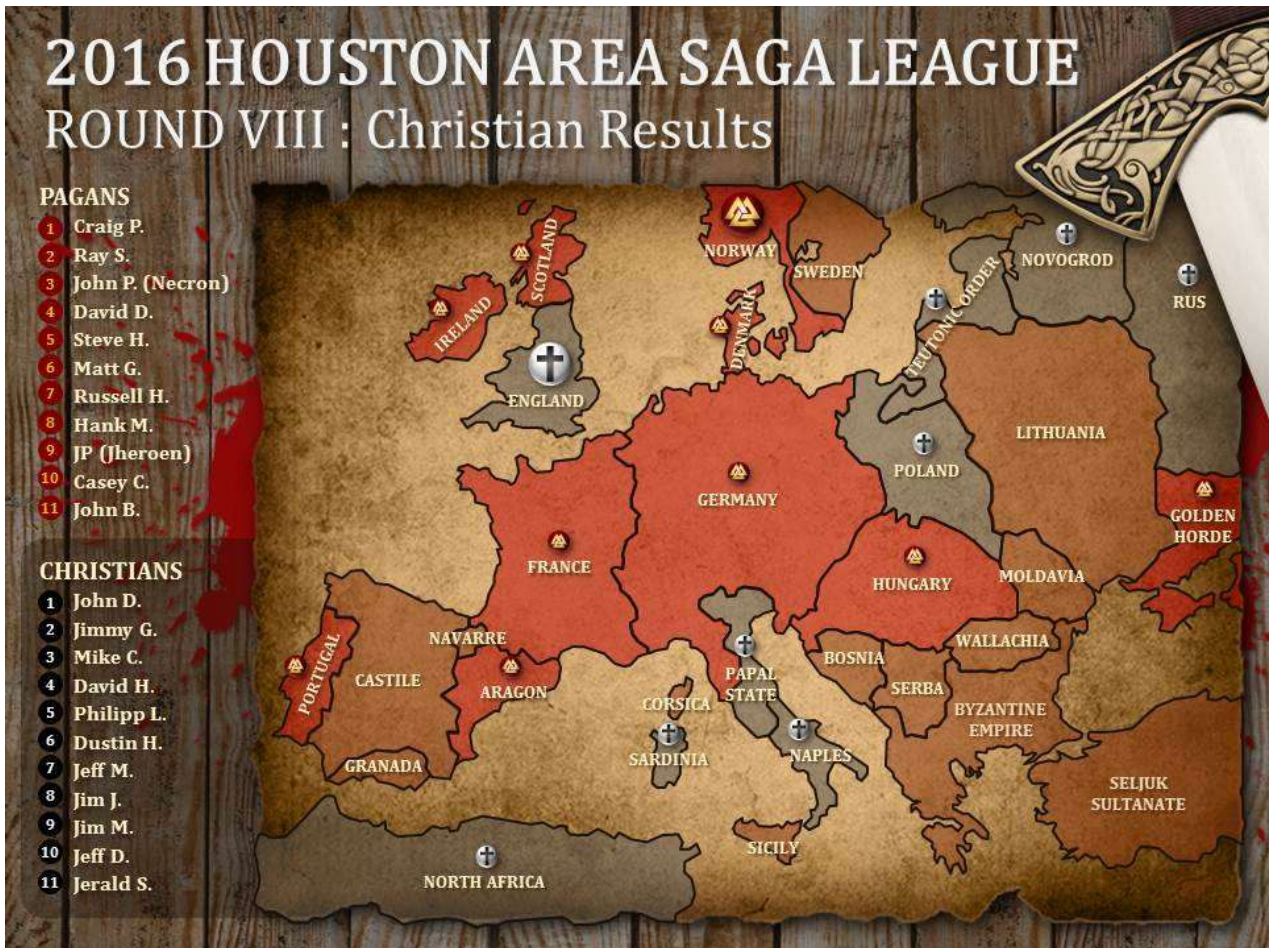 2016 HOUSTON AREA SAGA LEAGUE
ROUND VIII : Christian Results
PAGANS
1 Craig P.
2 Ray S.
3 John P. (Necron)
4 David D.
5 Steve H.
6 Matt G.
7 Russell H.
8 Hank M.
9 JP (Jheroen)
10 Casey C.
11 John B.
CHRISTIANS
1 John D.
2 Jimmy G.
3 Mike C.
4 David H.
5 Philipp L.
6 Dustin H.
7 Jeff M.
8 Jim J.
9 Jim M.
10 Jeff D.
11 Jerald S.
SCOTLAND
IRELAND
ENGLAND
NORWAY
SWEDEN
DENMARK
TEUTONIC ORDER
NOVOGROD
RUS
LITHUANIA
POLAND
GERMANY
FRANCE
GOLDEN
HORDE
HUNGARY
MOLDAVIA
NAVARRE
PORTUGAL
CASTILE
ARAGON
GRANADA
CORSICA
SARDINIA
PAPAL
STATE
NAPLES
BOSNIA
WALLACHIA
SERBA
BYZANTINE
EMPIRE
SELJUK
SULTANATE
SICILY
NORTH AFRICA